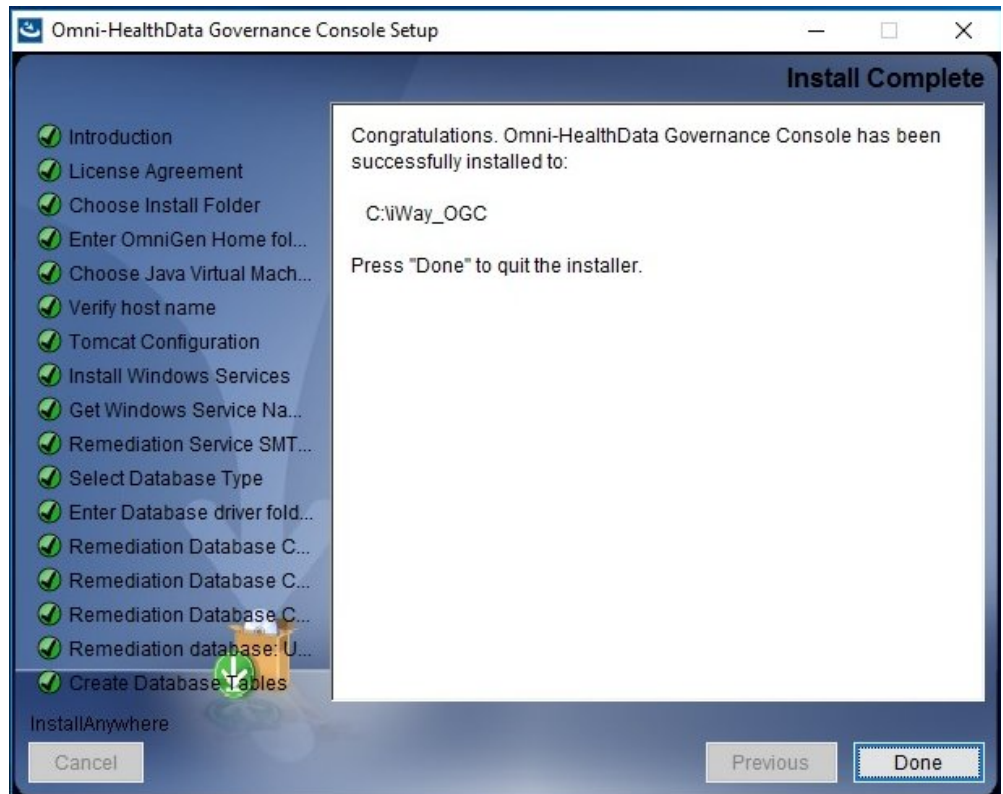 Omni-HealthData Governance Console Setup
Install Complete
Introduction
License Agreement
Choose Install Folder
Enter OmniGen Home fol...
Choose Java Virtual Mach...
Verify host name
Tomcat Configuration
Install Windows Services
Get Windows Service Na...
Remediation Service SMT...
Select Database Type
Enter Database driver fold...
Remediation Database C...
Remediation Database C...
Remediation Database C...
Remediation database: U...
Create Database Tables
Congratulations. Omni-HealthData Governance Console has been
successfully installed to:
C:\iWay_OGC
Press "Done" to quit the installer.
InstallAnywhere
Cancel
Previous
Done